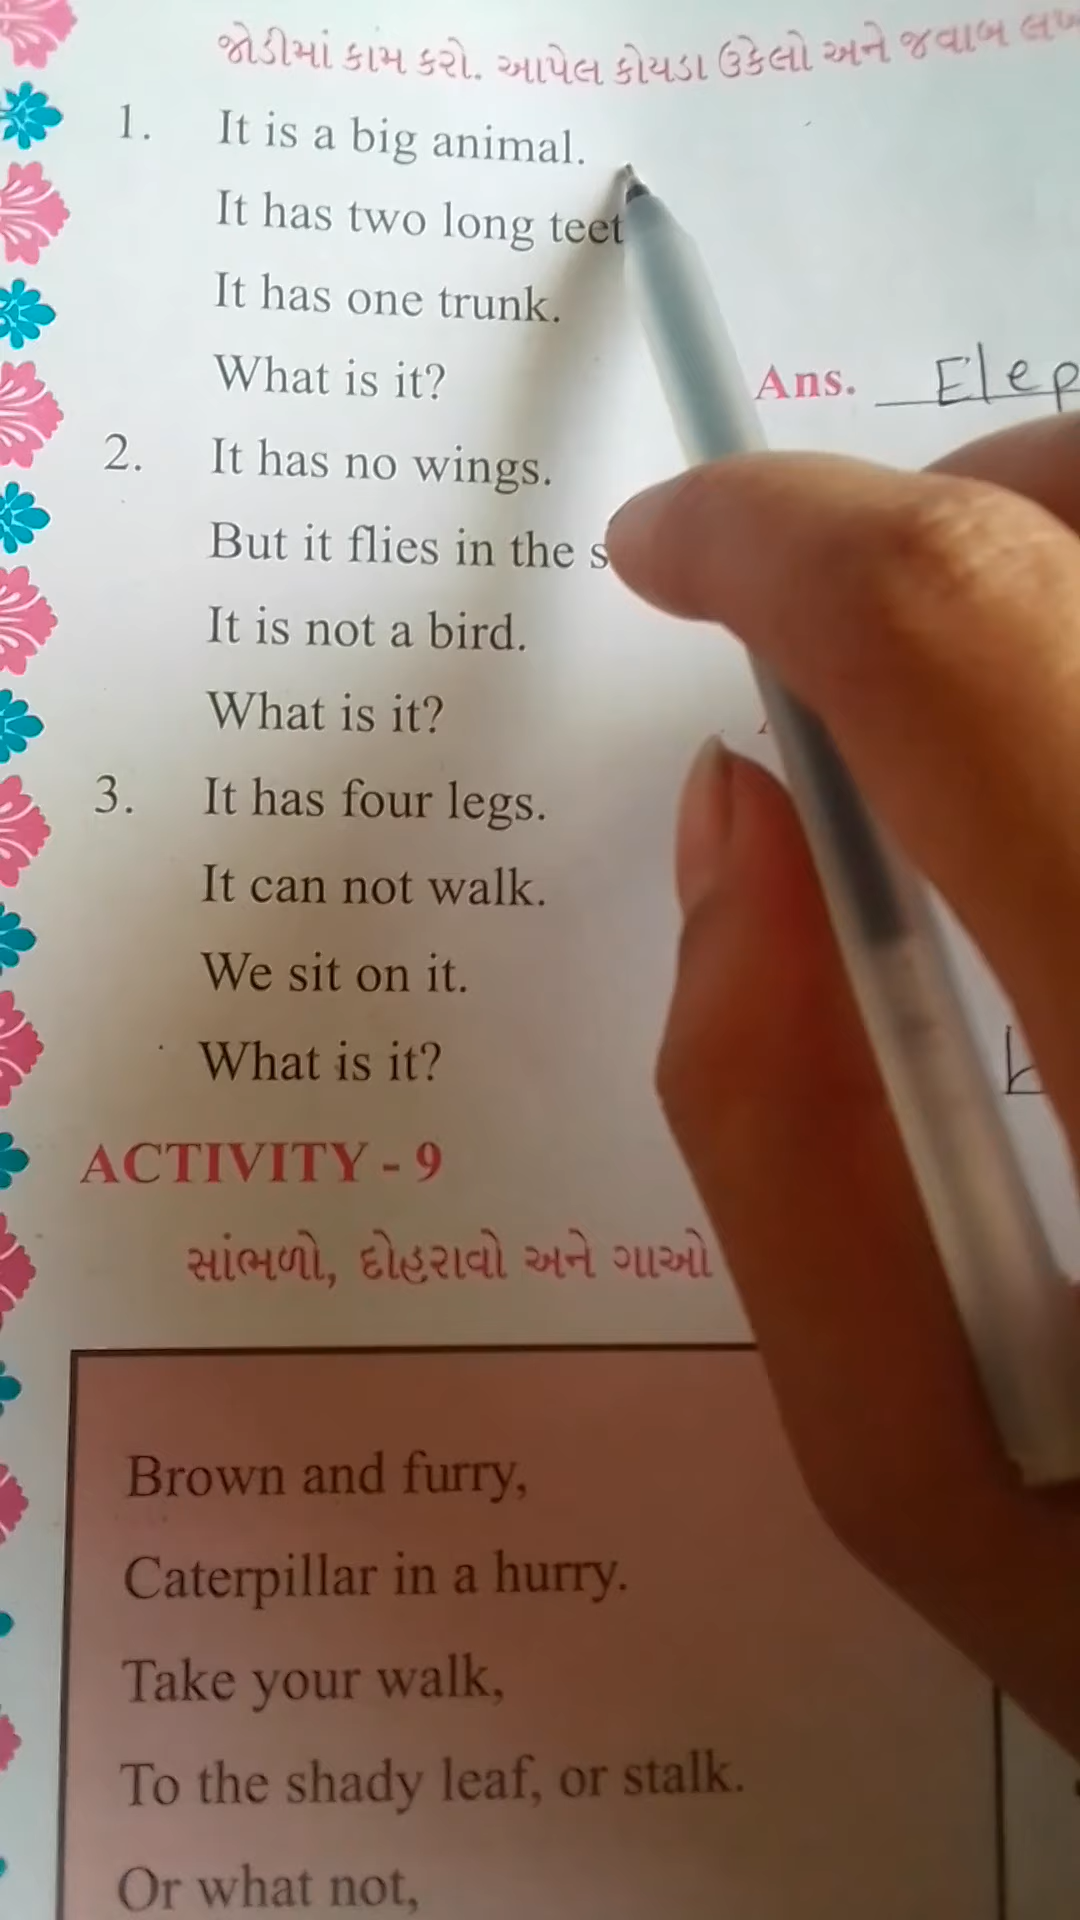 જોડીમાં કામ કરો. આપેલ કોયડા ઉકેલો અને જવાબ
1. It is a big animal.
It has two long
It has one trunk.
What is it? Ans.
2. It has no wings.
But it flies in the
It is not a bird.
What is it?
3. It has four legs.
It can not walk.
We sit on it.
What is it?
ACTIVITY - 9
સાંભળો, દોહરાવો અને ગાઓ
Brown and furry,
Caterpillar in a hurry.
Take your walk,
To the shady leaf, or stalk.
Or what not,